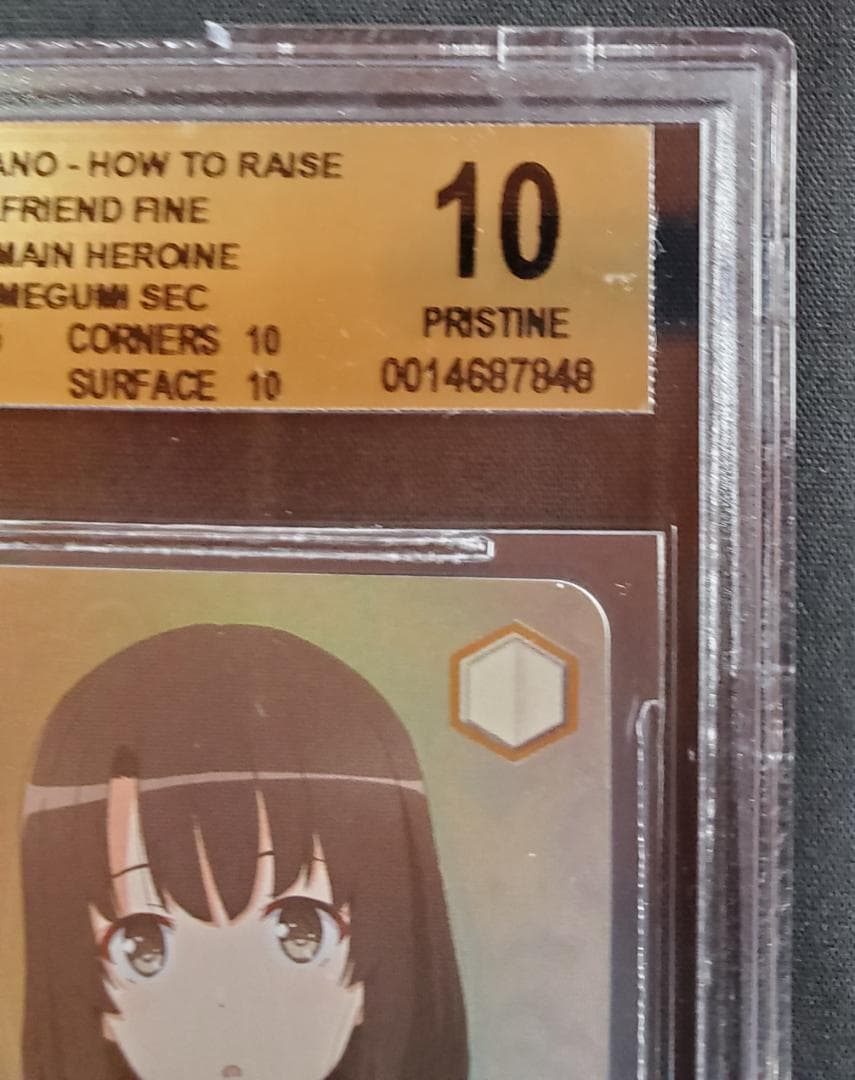 ANO - HOW TO RAISE
FRIEND FINE
MAIN HEROINE
MEGUMI SEC
CORNERS 10
SURFACE 10
10
PRISTINE
0014687848